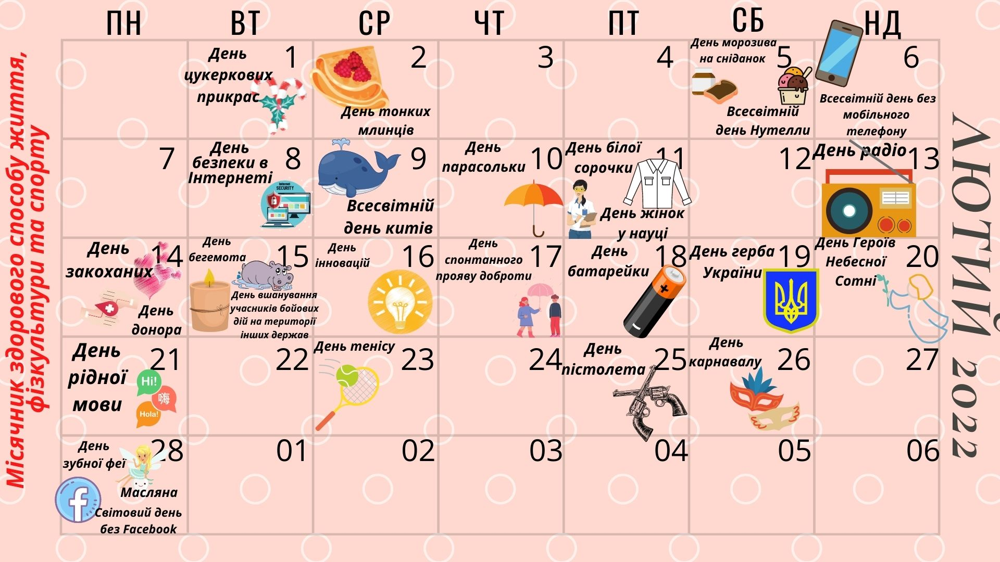 ПН ВТ СР ЧТ ПТ СБ НД
Місячник здорового способу життя,
фізкультури та спорту
ЛЮТИЙ 2022
1
День
цукеркових
прикрас
2
День тонких
млинців
3
4
5
День морозива
на сніданок
Всесвітній
день Нутелли
6
Всесвітній день без
мобільного
телефону
7
8
День
безпеки в
Інтернеті
Internet
SECURITY
9
Всесвітній
день китів
10
День
парасольки
11
День білої
сорочки
День жінок
у науці
12
13
День радіо
14
День
закоханих
День
донора
15
День
бегемота
День вшанування
учасників бойових
дій на території
інших держав
16
День
інновацій
17
День
спонтанного
прояву доброти
18
День
батарейки
+
-
19
День герба
України
20
День Героїв
Небесної
Сотні
21
День
рідної
мови
Hi!
嗨
Hola!
22
23
День тенісу
24
25
День
пістолета
26
День
карнавалу
27
28
День
зубної феї
Масляна
f
Світовий день
без Facebook
01
02
03
04
05
06